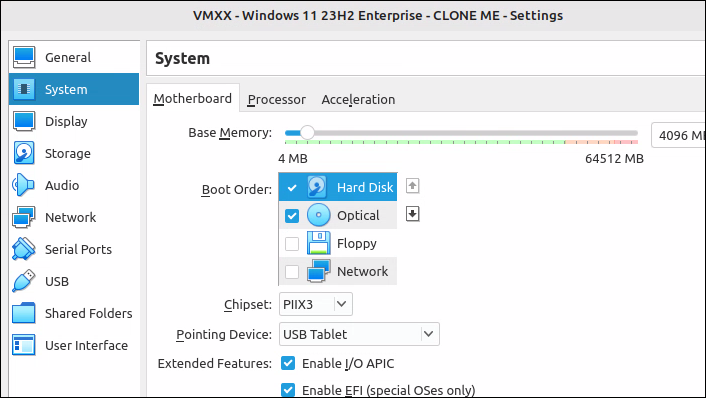 VMXX - Windows 11 23H2 Enterprise - CLONE ME - Settings
General
System
Display
Storage
Audio
Network
Serial Ports
USB
Shared Folders
User Interface
System
Motherboard Processor Acceleration
Base Memory: 4096
4 MB 64512 MB
Boot Order: Hard Disk
Optical
Floppy
Network
Chipset: PIIX3
Pointing Device: USB Tablet
Extended Features: Enable I/O APIC
Enable EFI (special OSes only)